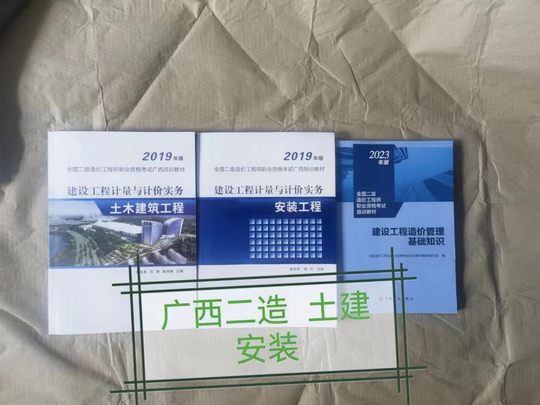 2019年版
全国二级造价工程师职业资格考试广西培训教材
建设工程计量与计价实务
土木建筑工程
2019年版
全国二级造价工程师职业资格考试广西培训教材
建设工程计量与计价实务
安装工程
2023
年版
全国二级
造价工程师
职业资格考试
培训教材
建设工程造价管理
基础知识
广西二造 土建
安装